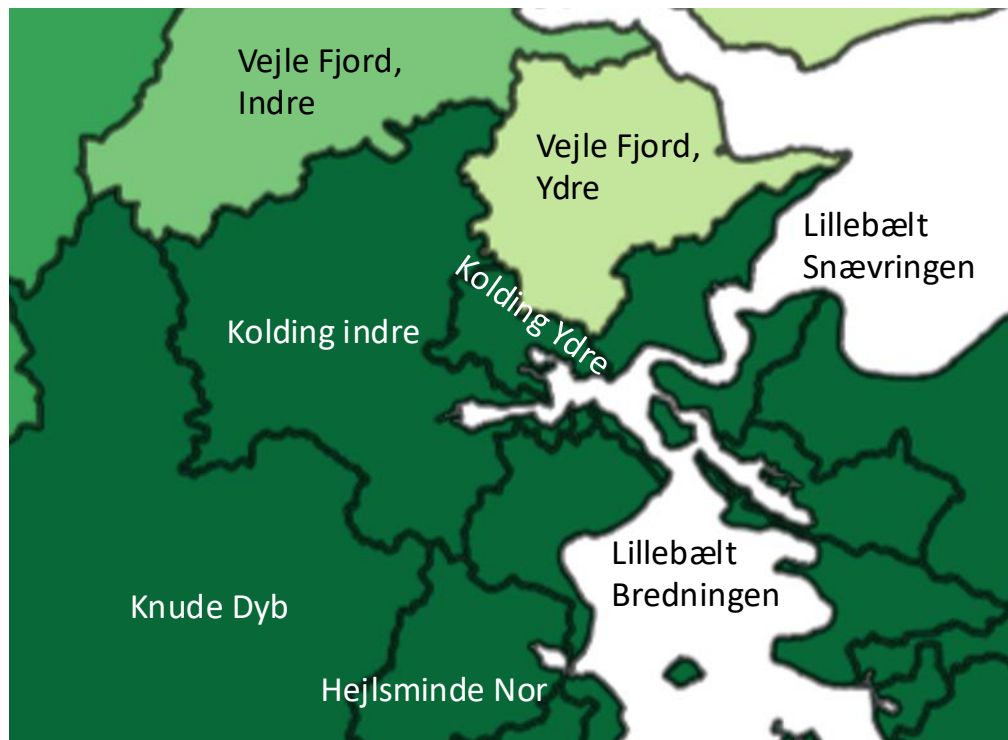 Vejle Fjord,
Indre
Vejle Fjord,
Ydre
Lillebælt
Snævringen
Kolding Ydre
Kolding indre
Lillebælt
Bredningen
Knude Dyb
Hejlsminde Nor